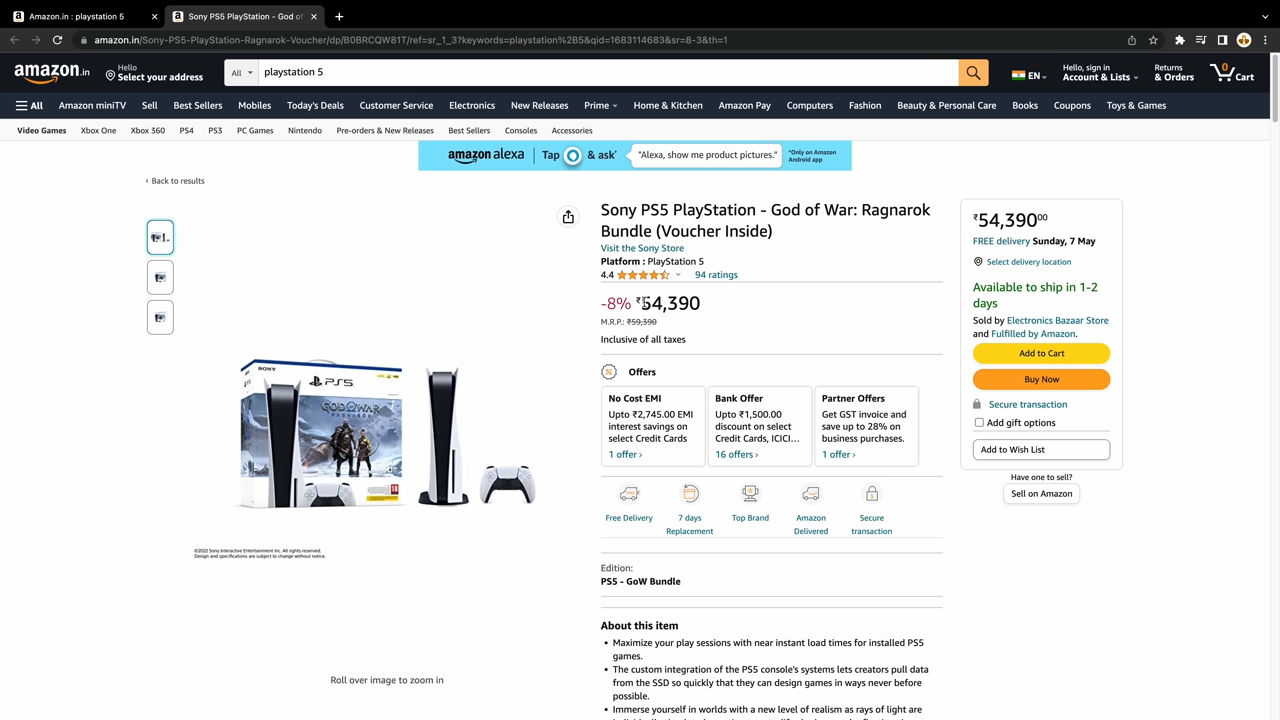 Amazon.in : playstation 5
Sony PS5 PlayStation - God of
amazon.in/Sony-PS5-PlayStation-Ragnarok-Voucher/dp/B0BRCQW81T/ref=sr_1_3?keywords=playstation%2B5&qid=1683114683&sr=8-3&th=1
amazon.in
Hello
Select your address
All
playstation 5
EN
Hello, sign in
Account & Lists
Returns
& Orders
0
Cart
All
Amazon miniTV
Sell
Best Sellers
Mobiles
Today's Deals
Customer Service
Electronics
New Releases
Prime
Home & Kitchen
Amazon Pay
Computers
Fashion
Beauty & Personal Care
Books
Coupons
Toys & Games
Video Games
Xbox One
Xbox 360
PS4
PS3
PC Games
Nintendo
Pre-orders & New Releases
Best Sellers
Consoles
Accessories
amazon alexa
Tap & ask*
"Alexa, show me product pictures."
*Only on Amazon
Android app
‹ Back to results
SONY
PS5
GOD OF WAR
RAGNARÖK
18
©2022 Sony Interactive Entertainment Inc. All rights reserved.
Design and specifications are subject to change without notice.
Roll over image to zoom in
Sony PS5 PlayStation - God of War: Ragnarok
Bundle (Voucher Inside)
Visit the Sony Store
Platform : PlayStation 5
4.4
94 ratings
-8% ₹54,390
M.R.P.: ₹59,390
Inclusive of all taxes
Offers
No Cost EMI
Upto ₹2,745.00 EMI
interest savings on
select Credit Cards
1 offer ›
Bank Offer
Upto ₹1,500.00
discount on select
Credit Cards, ICICI…
16 offers ›
Partner Offers
Get GST invoice and
save up to 28% on
business purchases.
1 offer ›
Free Delivery
7 days
Replacement
Top Brand
Amazon
Delivered
Secure
transaction
Edition:
PS5 - GoW Bundle
About this item
• Maximize your play sessions with near instant load times for installed PS5
games.
• The custom integration of the PS5 console's systems lets creators pull data
from the SSD so quickly that they can design games in ways never before
possible.
• Immerse yourself in worlds with a new level of realism as rays of light are
₹54,39000
FREE delivery Sunday, 7 May
Select delivery location
Available to ship in 1-2
days
Sold by Electronics Bazaar Store
and Fulfilled by Amazon.
Add to Cart
Buy Now
Secure transaction
Add gift options
Add to Wish List
Have one to sell?
Sell on Amazon